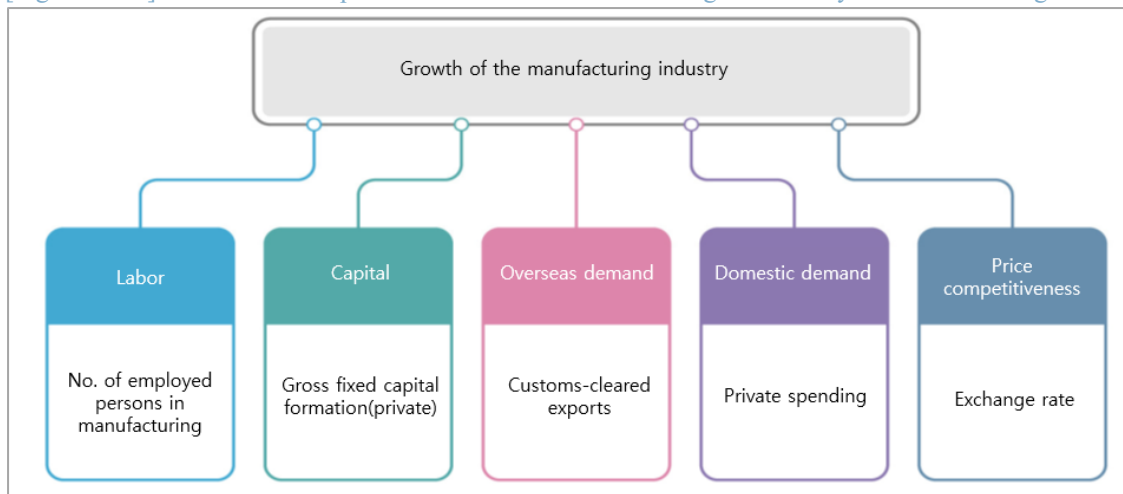 Growth of the manufacturing industry
Labor
No. of employed
persons in
manufacturing
Capital
Gross fixed capital
formation(private)
Overseas demand
Customs-cleared
exports
Domestic demand
Private spending
Price
competitiveness
Exchange rate